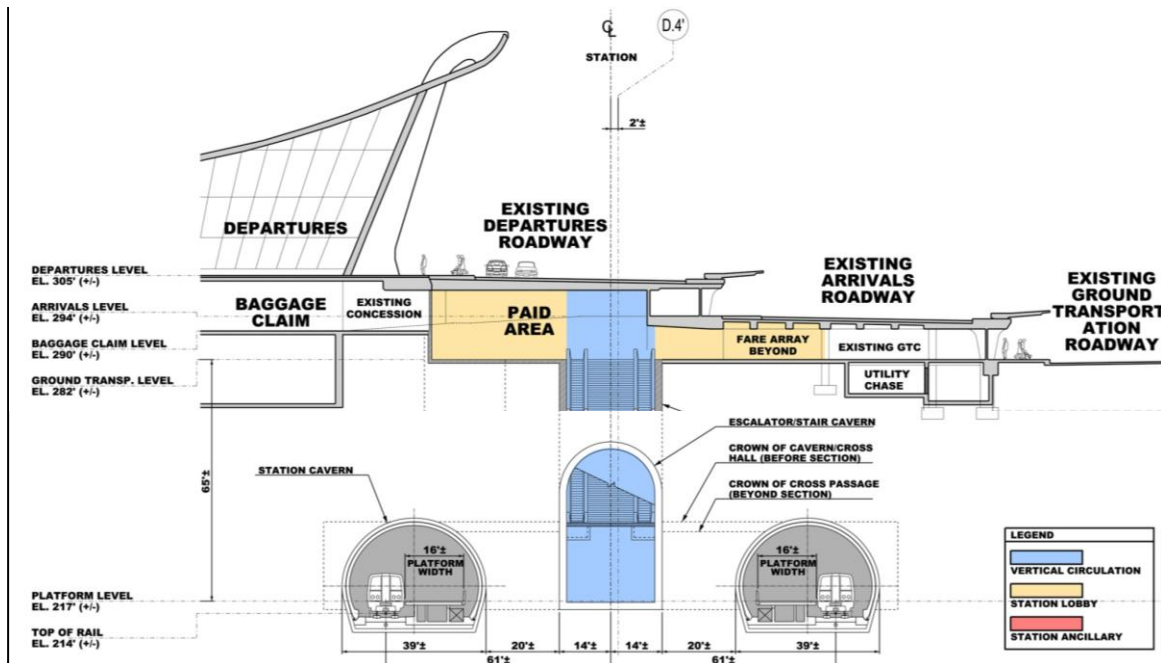 ℄
D.4'
STATION
2'±
DEPARTURES
EXISTING
DEPARTURES
ROADWAY
DEPARTURES LEVEL
EL. 305' (+/-)
EXISTING
ARRIVALS
ROADWAY
EXISTING
GROUND
TRANSPORT
ATION
ROADWAY
ARRIVALS LEVEL
EL. 294' (+/-)
BAGGAGE
CLAIM
EXISTING
CONCESSION
PAID
AREA
FARE ARRAY
BEYOND
EXISTING GTC
BAGGAGE CLAIM LEVEL
EL. 290' (+/-)
GROUND TRANSP. LEVEL
EL. 282' (+/-)
UTILITY
CHASE
65'±
ESCALATOR/STAIR CAVERN
CROWN OF CAVERN/CROSS
HALL (BEFORE SECTION)
CROWN OF CROSS PASSAGE
(BEYOND SECTION)
STATION CAVERN
16'±
PLATFORM
WIDTH
16'±
PLATFORM
WIDTH
LEGEND
VERTICAL CIRCULATION
STATION LOBBY
STATION ANCILLARY
PLATFORM LEVEL
EL. 217' (+/-)
TOP OF RAIL
EL. 214' (+/-)
39'±
20'±
14'±
14'±
20'±
39'±
61'±
61'±